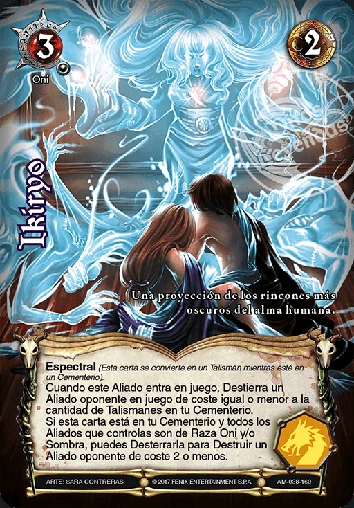 3
2
Oni
Ikiryo
Una proyección de los rincones más
oscuros del alma humana.
Espectral (Esta carta se convierte en un Talismán mientras esté en
un Cementerio).
Cuando este Aliado entra en juego, Destierra un
Aliado oponente en juego de coste igual o menor a la
cantidad de Talismanes en tu Cementerio.
Si esta carta está en tu Cementerio y todos los
Aliados que controlas son de Raza Oni y/o
Sombra, puedes Desterrarla para Destruir un
Aliado oponente de coste 2 o menos.
ARTE: SARA CONTRERAS
© 2017 FENIX ENTERTAINMENT S.P.A.